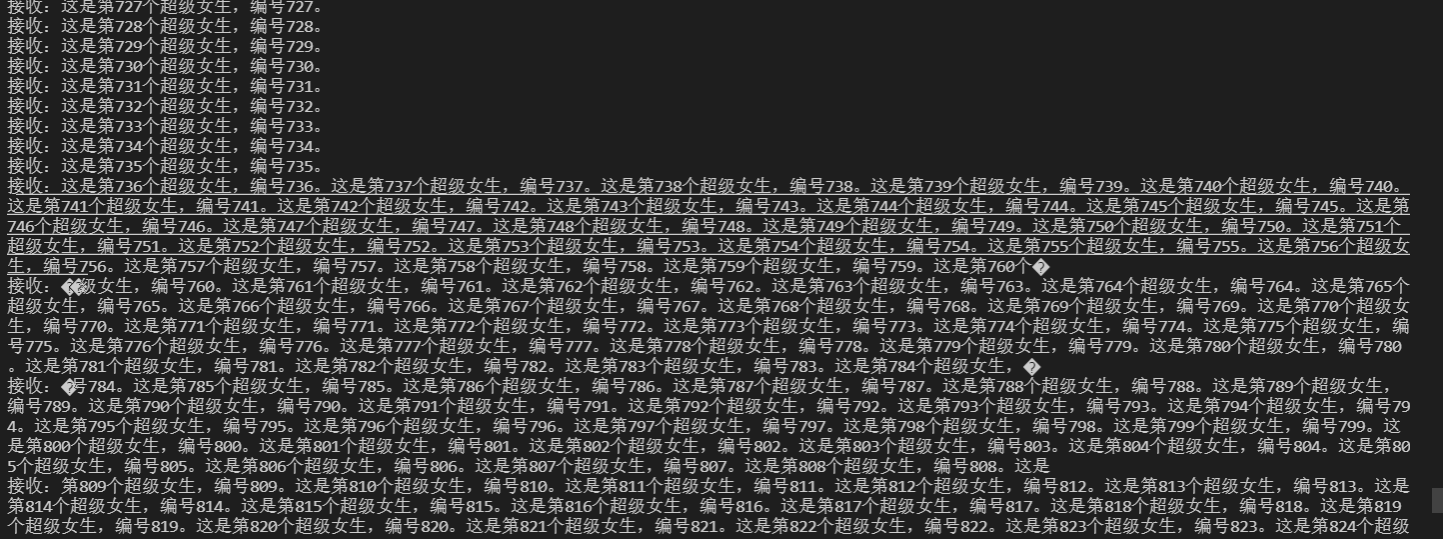 接收：这是第727个超级女生，编号727。
接收：这是第728个超级女生，编号728。
接收：这是第729个超级女生，编号729。
接收：这是第730个超级女生，编号730。
接收：这是第731个超级女生，编号731。
接收：这是第732个超级女生，编号732。
接收：这是第733个超级女生，编号733。
接收：这是第734个超级女生，编号734。
接收：这是第735个超级女生，编号735。
接收：这是第736个超级女生，编号736。这是第737个超级女生，编号737。这是第738个超级女生，编号738。这是第739个超级女生，编号739。这是第740个超级女生，编号740。
这是第741个超级女生，编号741。这是第742个超级女生，编号742。这是第743个超级女生，编号743。这是第744个超级女生，编号744。这是第745个超级女生，编号745。这是第
746个超级女生，编号746。这是第747个超级女生，编号747。这是第748个超级女生，编号748。这是第749个超级女生，编号749。这是第750个超级女生，编号750。这是第751个
超级女生，编号751。这是第752个超级女生，编号752。这是第753个超级女生，编号753。这是第754个超级女生，编号754。这是第755个超级女生，编号755。这是第756个超级女
生，编号756。这是第757个超级女生，编号757。这是第758个超级女生，编号758。这是第759个超级女生，编号759。这是第760个�
接收：��级女生，编号760。这是第761个超级女生，编号761。这是第762个超级女生，编号762。这是第763个超级女生，编号763。这是第764个超级女生，编号764。这是第765个
超级女生，编号765。这是第766个超级女生，编号766。这是第767个超级女生，编号767。这是第768个超级女生，编号768。这是第769个超级女生，编号769。这是第770个超级女
生，编号770。这是第771个超级女生，编号771。这是第772个超级女生，编号772。这是第773个超级女生，编号773。这是第774个超级女生，编号774。这是第775个超级女生，编
号775。这是第776个超级女生，编号776。这是第777个超级女生，编号777。这是第778个超级女生，编号778。这是第779个超级女生，编号779。这是第780个超级女生，编号780
。这是第781个超级女生，编号781。这是第782个超级女生，编号782。这是第783个超级女生，编号783。这是第784个超级女生，�
接收：�号784。这是第785个超级女生，编号785。这是第786个超级女生，编号786。这是第787个超级女生，编号787。这是第788个超级女生，编号788。这是第789个超级女生，
编号789。这是第790个超级女生，编号790。这是第791个超级女生，编号791。这是第792个超级女生，编号792。这是第793个超级女生，编号793。这是第794个超级女生，编号79
4。这是第795个超级女生，编号795。这是第796个超级女生，编号796。这是第797个超级女生，编号797。这是第798个超级女生，编号798。这是第799个超级女生，编号799。这
是第800个超级女生，编号800。这是第801个超级女生，编号801。这是第802个超级女生，编号802。这是第803个超级女生，编号803。这是第804个超级女生，编号804。这是第80
5个超级女生，编号805。这是第806个超级女生，编号806。这是第807个超级女生，编号807。这是第808个超级女生，编号808。这是
接收：第809个超级女生，编号809。这是第810个超级女生，编号810。这是第811个超级女生，编号811。这是第812个超级女生，编号812。这是第813个超级女生，编号813。这是
第814个超级女生，编号814。这是第815个超级女生，编号815。这是第816个超级女生，编号816。这是第817个超级女生，编号817。这是第818个超级女生，编号818。这是第819
个超级女生，编号819。这是第820个超级女生，编号820。这是第821个超级女生，编号821。这是第822个超级女生，编号822。这是第823个超级女生，编号823。这是第824个超级